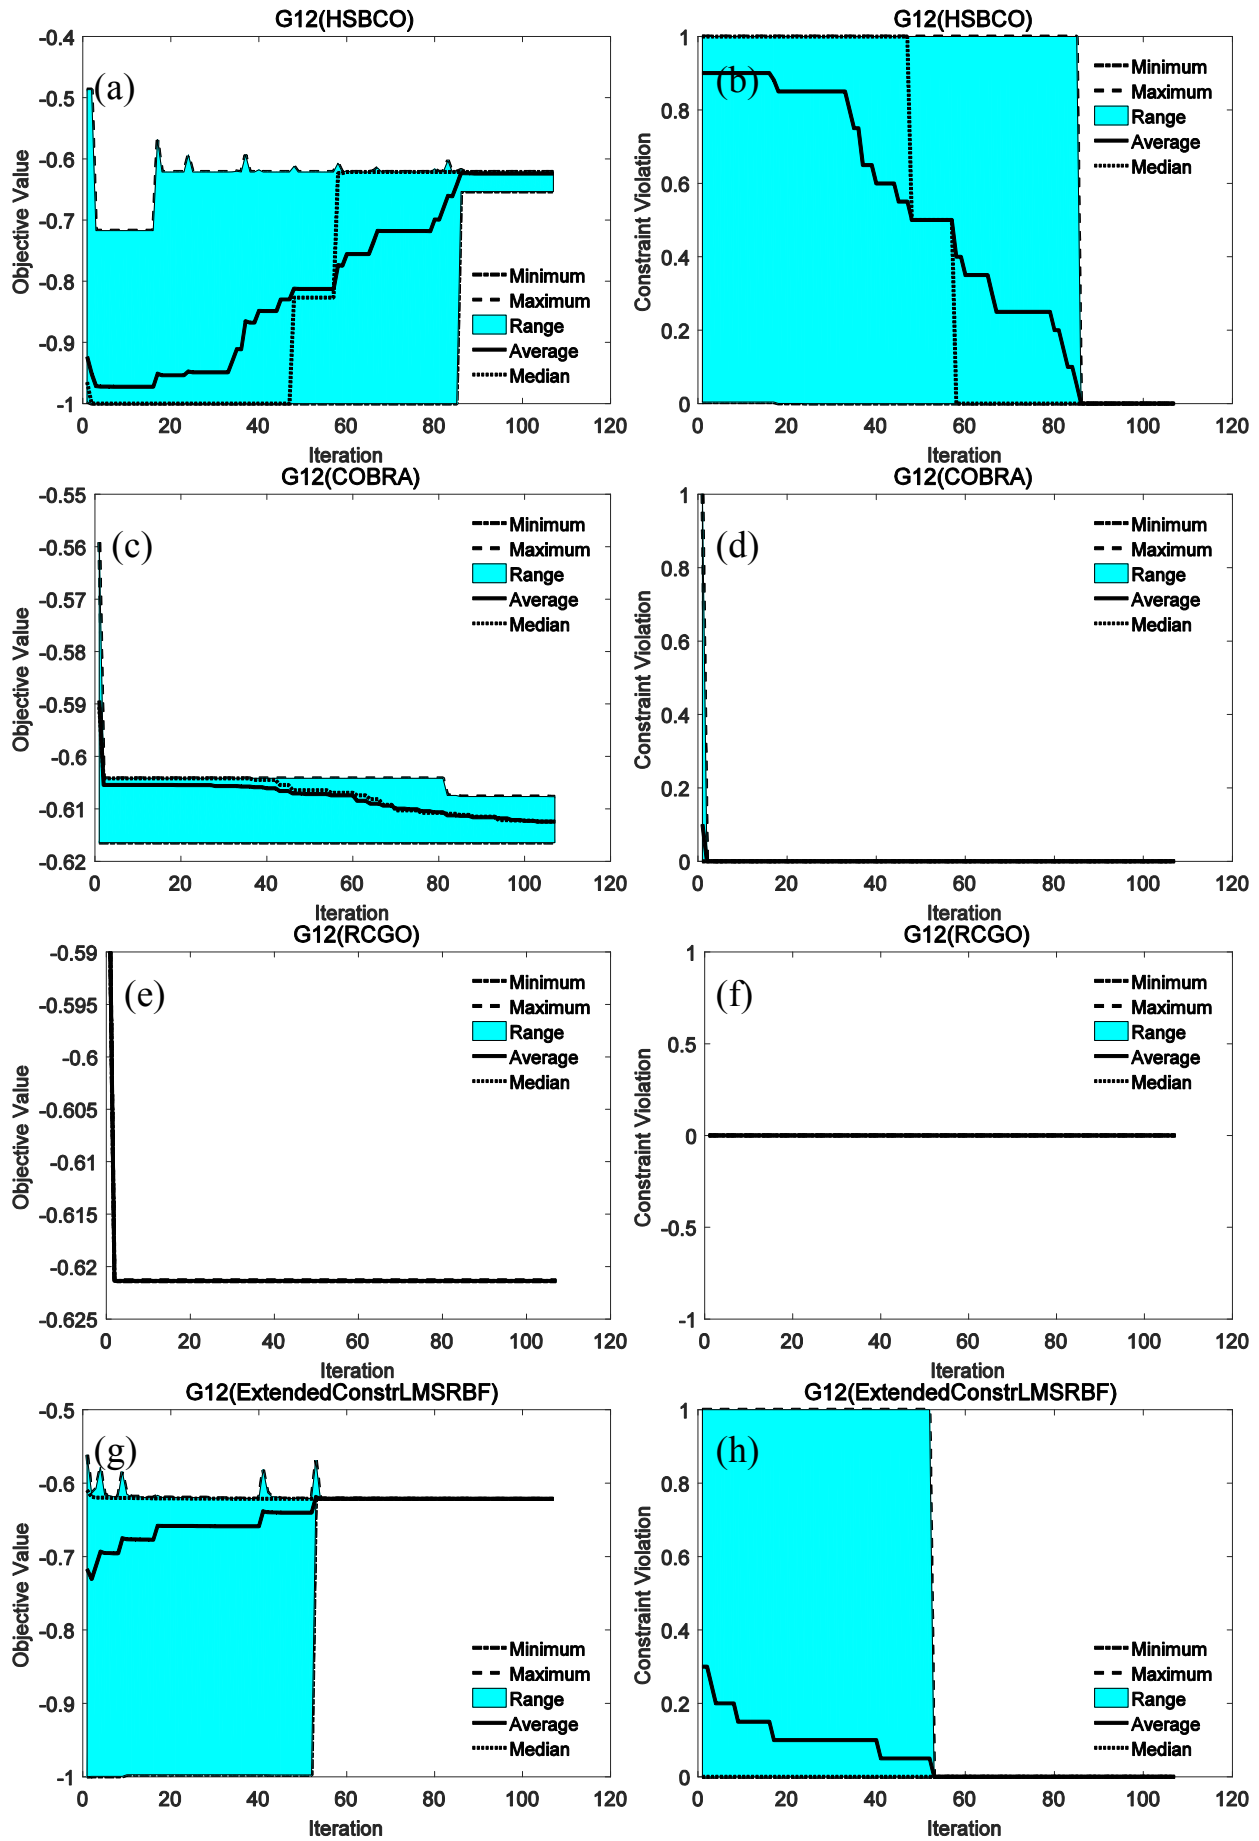 G12(HSBCO)
-0.4
-0.5
-0.6
-0.7
-0.8
-0.9
-1
Objective Value
(a)
Minimum
Maximum
Range
Average
Median
0 20 40 60 80 100 120
Iteration
G12(HSBCO)
1
0.8
0.6
0.4
0.2
0
Constraint Violation
(b)
Minimum
Maximum
Range
Average
Median
0 20 40 60 80 100 120
Iteration
G12(COBRA)
-0.55
-0.56
-0.57
-0.58
-0.59
-0.6
-0.61
-0.62
Objective Value
(c)
Minimum
Maximum
Range
Average
Median
0 20 40 60 80 100 120
Iteration
G12(COBRA)
1
0.8
0.6
0.4
0.2
0
Constraint Violation
(d)
Minimum
Maximum
Range
Average
Median
0 20 40 60 80 100 120
Iteration
G12(RCGO)
-0.59
-0.595
-0.6
-0.605
-0.61
-0.615
-0.62
-0.625
Objective Value
(e)
Minimum
Maximum
Range
Average
Median
0 20 40 60 80 100 120
Iteration
G12(RCGO)
1
0.5
0
-0.5
-1
Constraint Violation
(f)
Minimum
Maximum
Range
Average
Median
0 20 40 60 80 100 120
Iteration
G12(ExtendedConstrLMSRBF)
-0.5
-0.6
-0.7
-0.8
-0.9
-1
Objective Value
(g)
Minimum
Maximum
Range
Average
Median
0 20 40 60 80 100 120
Iteration
G12(ExtendedConstrLMSRBF)
1
0.8
0.6
0.4
0.2
0
Constraint Violation
(h)
Minimum
Maximum
Range
Average
Median
0 20 40 60 80 100 120
Iteration